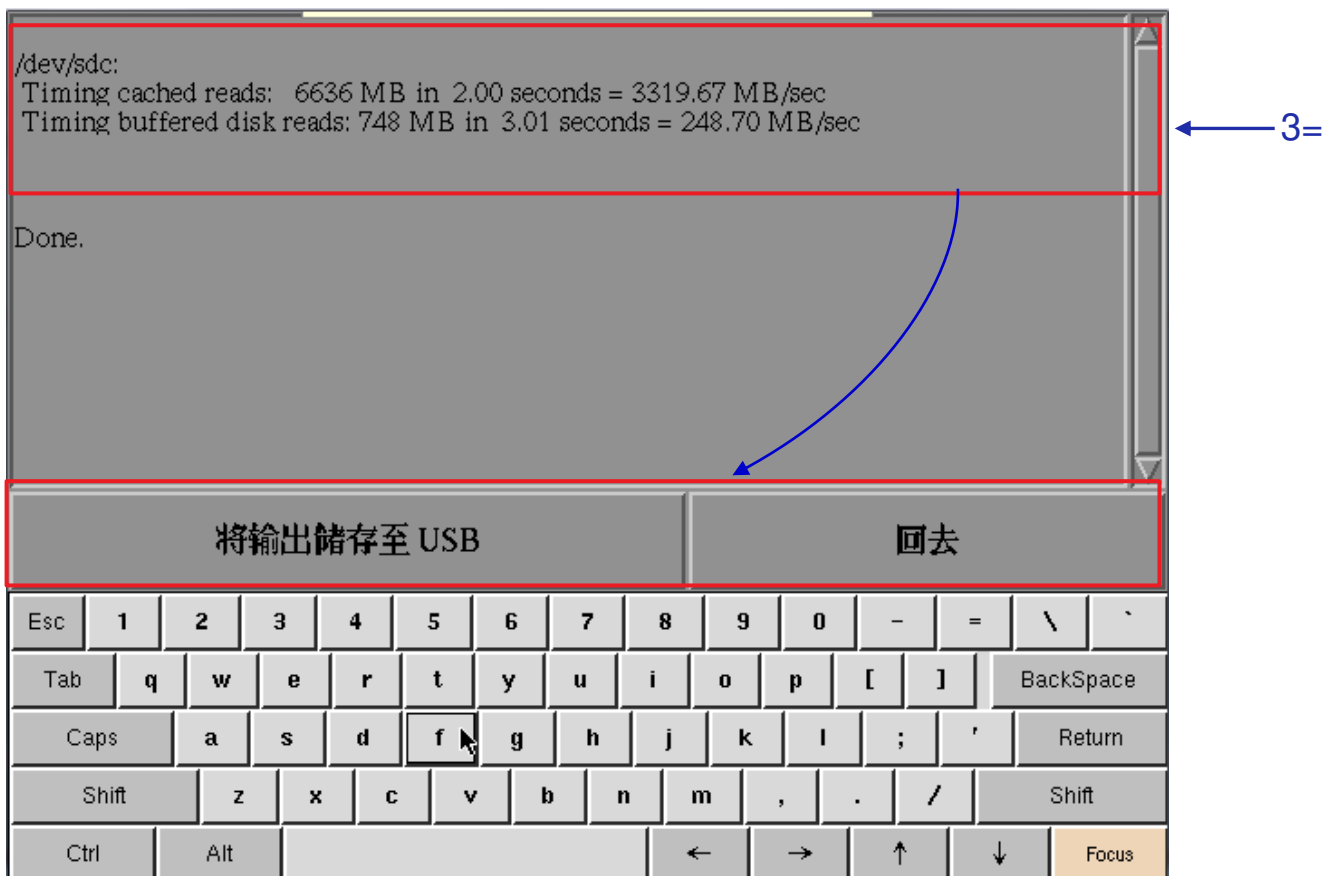 /dev/sdc:
Timing cached reads: 6636 MB in 2.00 seconds = 3319.67 MB/sec
Timing buffered disk reads: 748 MB in 3.01 seconds = 248.70 MB/sec
3=
Done.
将输出儲存至 USB 回去
Esc 1 2 3 4 5 6 7 8 9 0 - = \ `
Tab q w e r t y u i o p [ ] BackSpace
Caps a s d f g h j k l ; ' Return
Shift z x c v b n m , . / Shift
Ctrl Alt ← → ↑ ↓ Focus